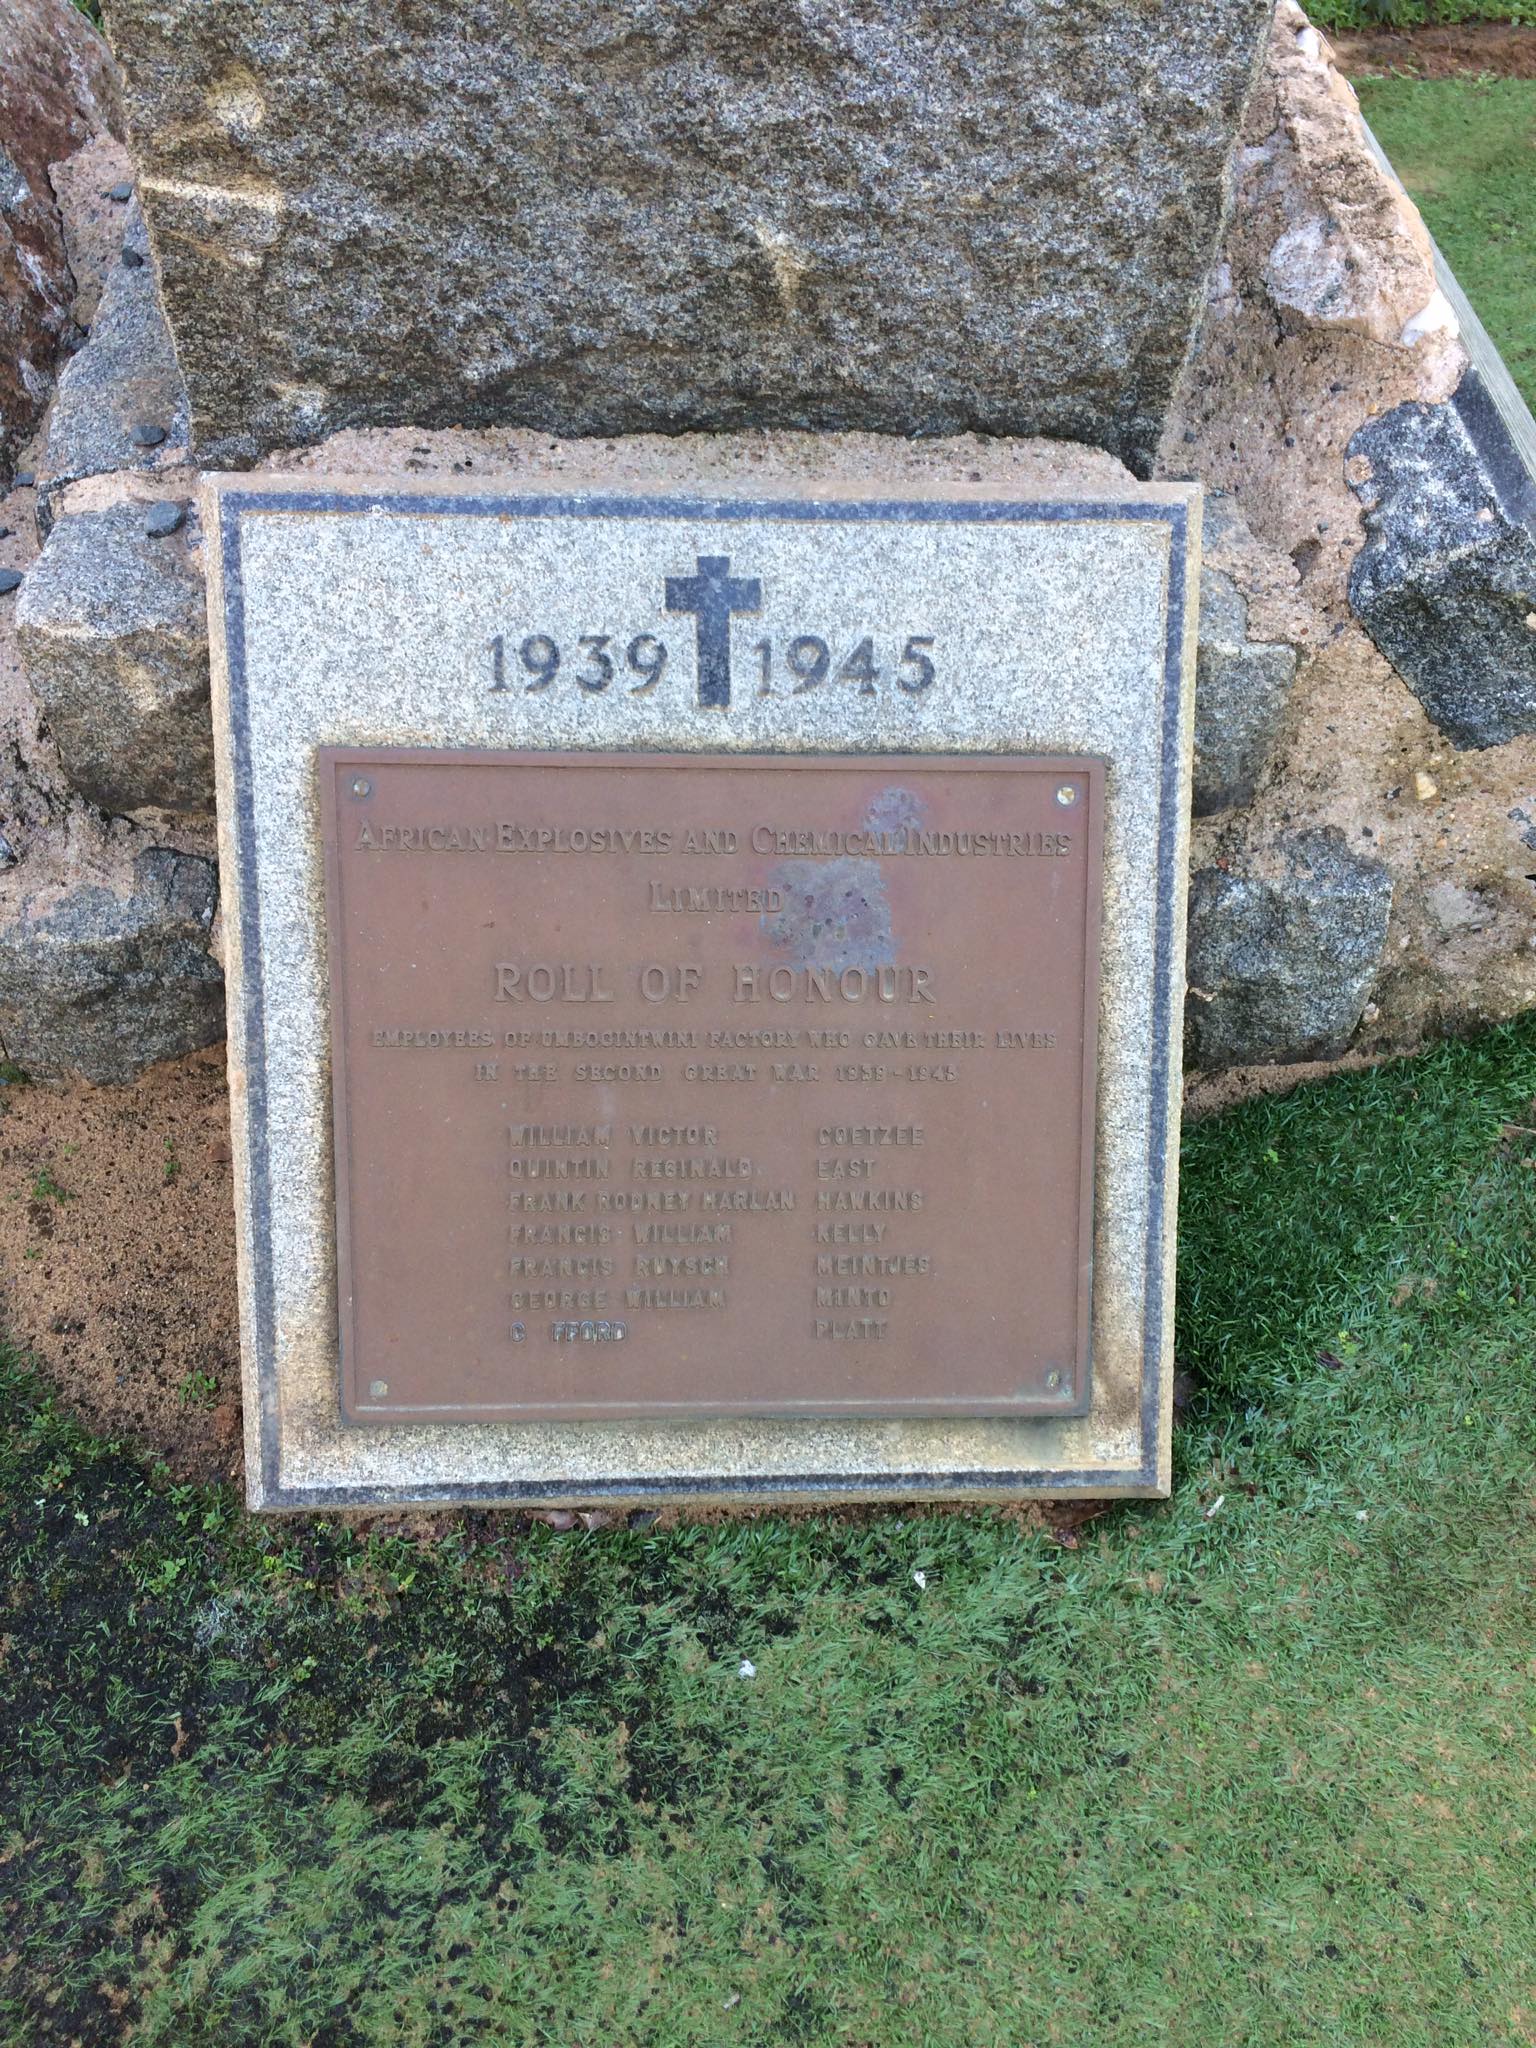 1939 1945
AFRICAN EXPLOSIVES AND CHEMICAL INDUSTRIES
LIMITED
ROLL OF HONOUR
EMPLOYEES OF UMBOGINTWINI FACTORY WHO GAVE THEIR LIVES
IN THE SECOND GREAT WAR 1939-1945
WILLIAM VICTOR COETZEE
QUINTIN REGINALD EAST
FRANK RODNEY HARLAN HAWKINS
FRANCIS WILLIAM KELLY
FRANCIS RUYSCH MEINTJES
GEORGE WILLIAM MINTO
C FFORD PLATT